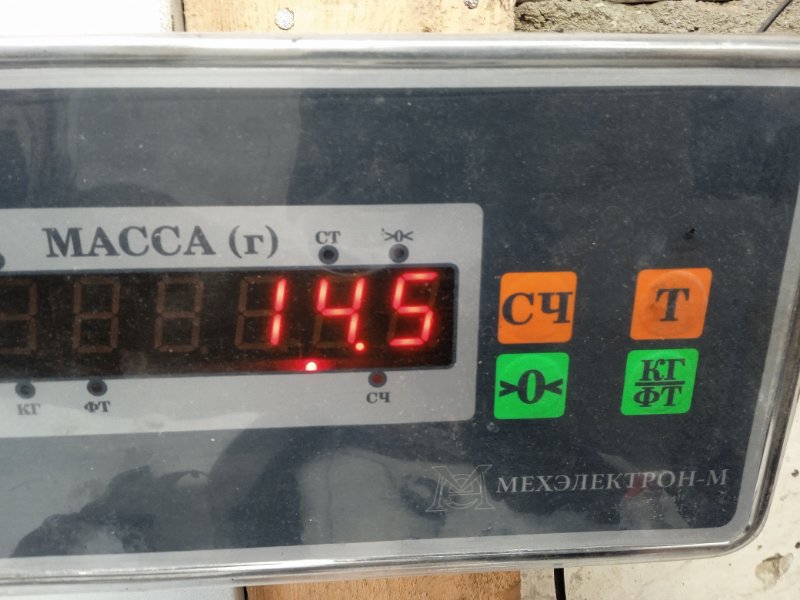 МАССА (г) СТ >0<
14.5
КГ ФТ СЧ
СЧ Т
>0< КГ/ФТ
МЕХЭЛЕКТРОН-М